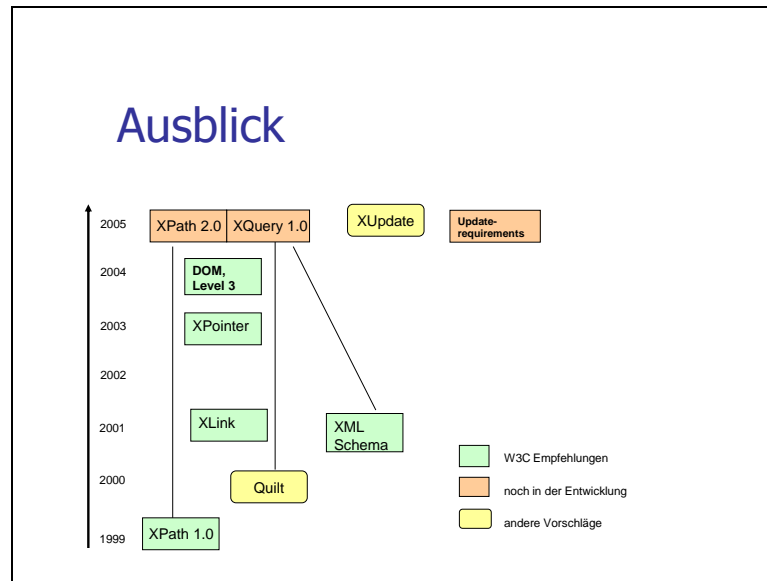 Ausblick
2005
XPath 2.0
XQuery 1.0
XUpdate
Update-
requirements
2004
DOM,
Level 3
2003
XPointer
2002
2001
XLink
XML
Schema
2000
Quilt
1999
XPath 1.0
W3C Empfehlungen
noch in der Entwicklung
andere Vorschläge